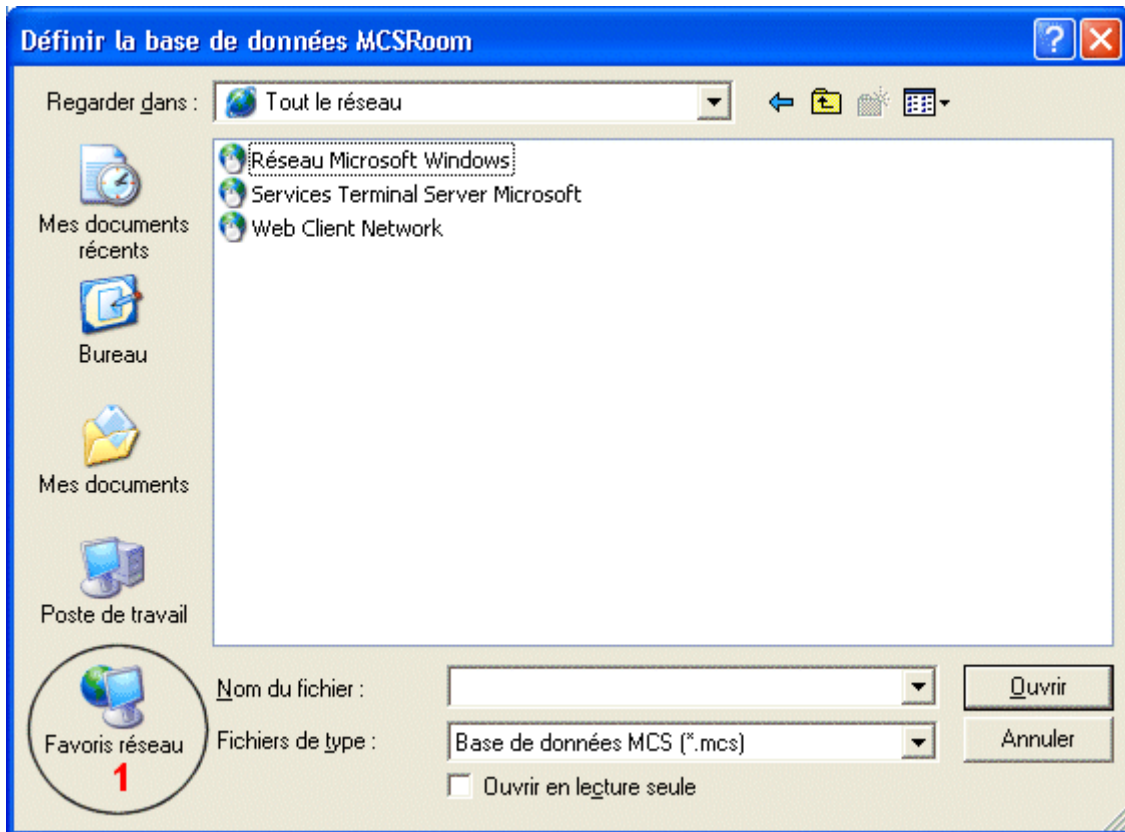 Définir la base de données MCSRoom
Regarder dans :
Tout le réseau
Mes documents
récents
Bureau
Mes documents
Poste de travail
Favoris réseau
1
Réseau Microsoft Windows
Services Terminal Server Microsoft
Web Client Network
Nom du fichier :
Ouvrir
Fichiers de type :
Base de données MCS (*.mcs)
Annuler
Ouvrir en lecture seule